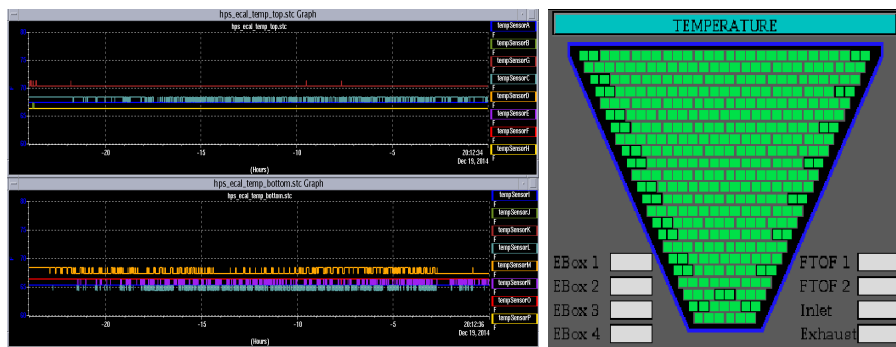 hps_ecal_temp_top.stc Graph
hps_ecal_temp_top.stc
tempSensorA
F
tempSensorB
F
tempSensorG
F
tempSensorC
F
tempSensorD
F
tempSensorE
F
tempSensorF
F
tempSensorH
F
-20
-15
-10
-5
20:12:34
Dec 19, 2014
(Hours)
hps_ecal_temp_bottom.stc Graph
hps_ecal_temp_bottom.stc
tempSensorI
F
tempSensorJ
F
tempSensorK
F
tempSensorL
F
tempSensorM
F
tempSensorN
F
tempSensorO
F
tempSensorP
F
-20
-15
-10
-5
20:12:36
Dec 19, 2014
(Hours)
TEMPERATURE
EBox 1
EBox 2
EBox 3
EBox 4
FTOF 1
FTOF 2
Inlet
Exhaust